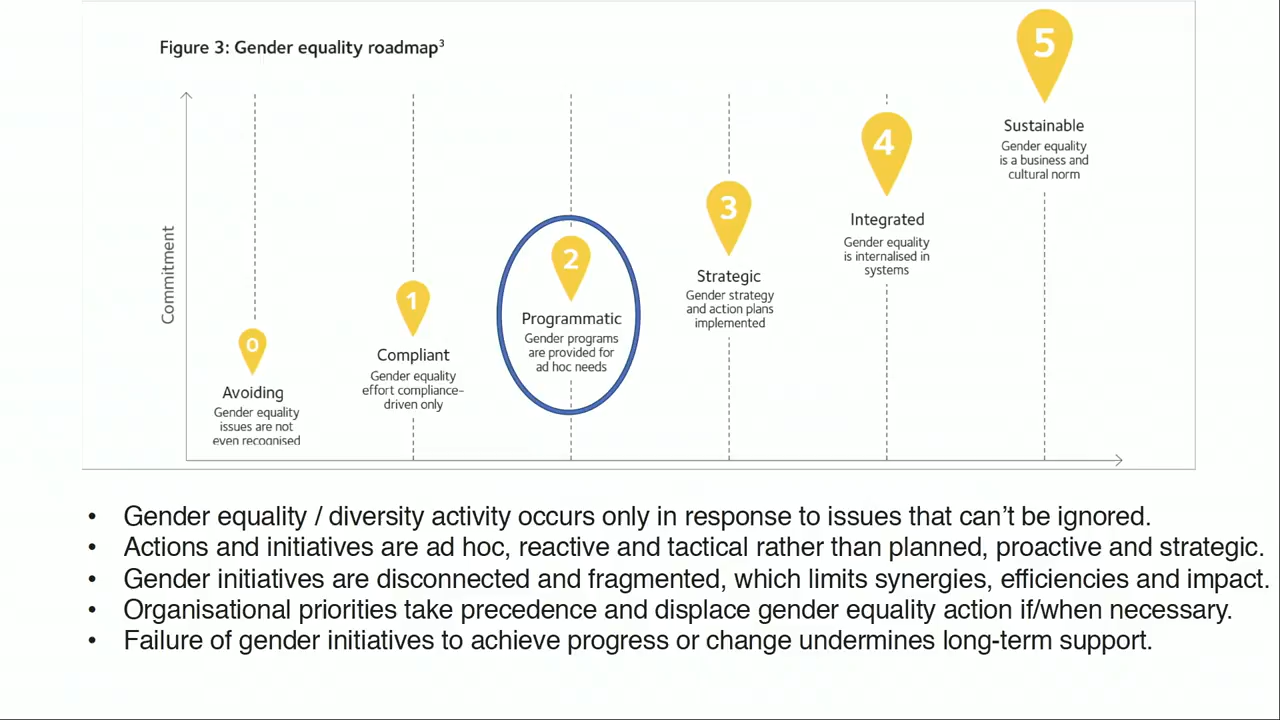 Figure 3: Gender equality roadmap3
Commitment
0
Avoiding
Gender equality
issues are not
even recognised
1
Compliant
Gender equality
effort compliance-
driven only
2
Programmatic
Gender programs
are provided for
ad hoc needs
3
Strategic
Gender strategy
and action plans
implemented
4
Integrated
Gender equality
is internalised in
systems
5
Sustainable
Gender equality
is a business and
cultural norm
• Gender equality / diversity activity occurs only in response to issues that can’t be ignored.
• Actions and initiatives are ad hoc, reactive and tactical rather than planned, proactive and strategic.
• Gender initiatives are disconnected and fragmented, which limits synergies, efficiencies and impact.
• Organisational priorities take precedence and displace gender equality action if/when necessary.
• Failure of gender initiatives to achieve progress or change undermines long-term support.